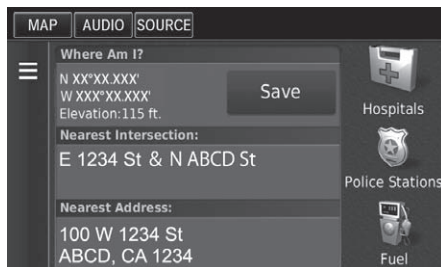 MAP AUDIO SOURCE
Where Am I?
N XX°XX.XXX'
W XXX°XX.XXX'
Elevation:115 ft.
Save
Nearest Intersection:
E 1234 St & N ABCD St
Nearest Address:
100 W 1234 St
ABCD, CA 1234
Hospitals
Police Stations
Fuel